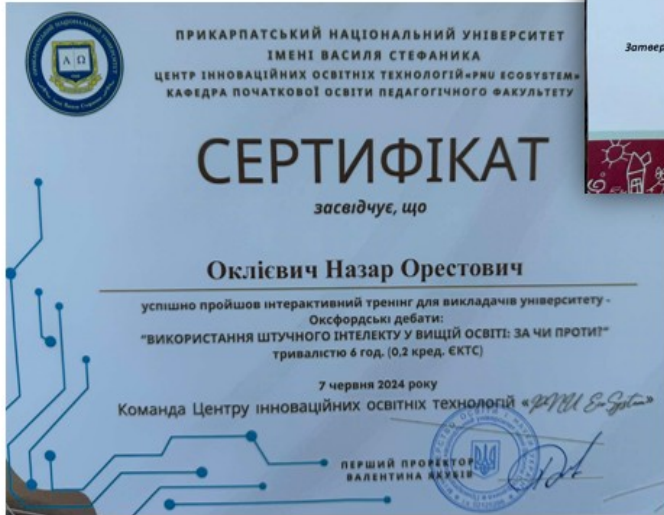 ПРИКАРПАТСЬКИЙ НАЦІОНАЛЬНИЙ УНІВЕРСИТЕТ
ІМЕНІ ВАСИЛЯ СТЕФАНИКА
ЦЕНТР ІННОВАЦІЙНИХ ОСВІТНІХ ТЕХНОЛОГІЙ«PNU ECOSYSTEM»
КАФЕДРА ПОЧАТКОВОЇ ОСВІТИ ПЕДАГОГІЧНОГО ФАКУЛЬТЕТУ
Α Ω
СЕРТИФІКАТ
засвідчує, що
Оклієвич Назар Орестович
успішно пройшов інтерактивний тренінг для викладачів університету -
Оксфордські дебати:
"ВИКОРИСТАННЯ ШТУЧНОГО ІНТЕЛЕКТУ У ВИЩІЙ ОСВІТІ: ЗА ЧИ ПРОТИ?"
тривалістю 6 год. (0,2 кред. ЄКТС)
7 червня 2024 року
Команда Центру інноваційних освітніх технологій «PNU EcoSystem»
ПЕРШИЙ ПРОРЕКТОР
ВАЛЕНТИНА ЯКУБІВ
Затвер